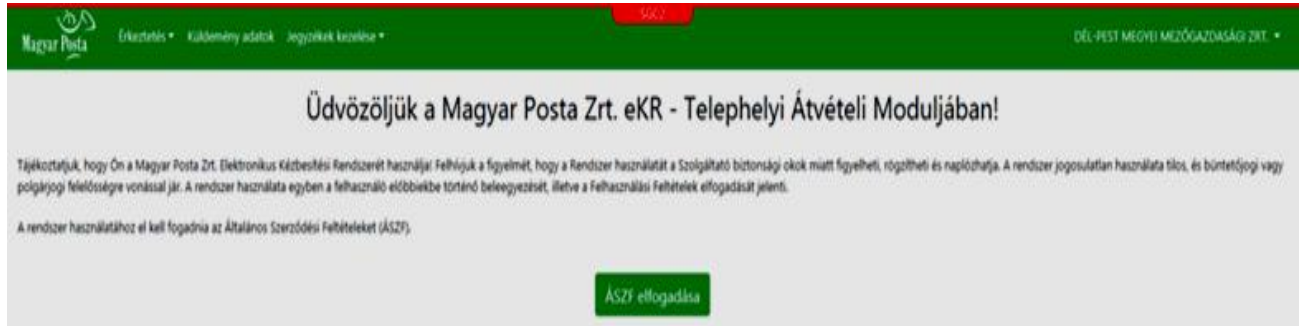 Magyar Posta
Érkeztetés Küldemény adatok Jegyzékek kezelése
DÉL-PEST MEGYEI MEZŐGAZDASÁGI ZRT.
Üdvözöljük a Magyar Posta Zrt. eKR - Telephelyi Átvételi Moduljában!
Tájékoztatjuk, hogy Ön a Magyar Posta Zrt. Elektronikus Kézbesítési Rendszerét használja! Felhívjuk a figyelmét, hogy a Rendszer használatát a Szolgáltató biztonsági okok miatt figyelheti, rögzítheti és naplózhatja. A rendszer jogosulatlan használata tilos, és büntetőjogi vagy
polgárjogi felelősségre vonással jár. A rendszer használata egyben a felhasználó előbbiekbe történő beleegyezését, illetve a Felhasználási Feltételek elfogadását jelenti.
A rendszer használatához el kell fogadnia az Általános Szerződési Feltételeket (ÁSZF).
ÁSZF elfogadása